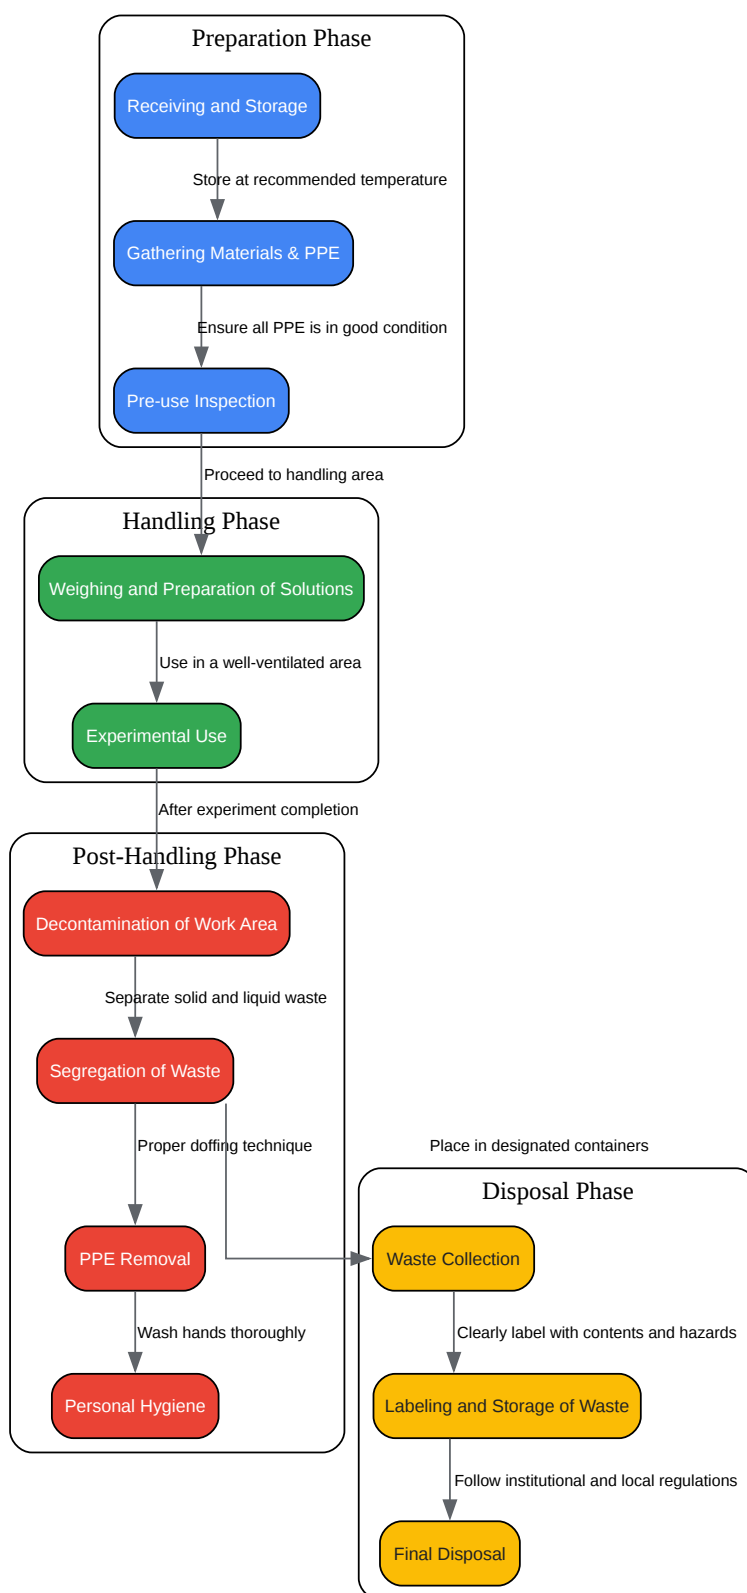 Preparation Phase
Receiving and Storage
Store at recommended temperature
Gathering Materials & PPE
Ensure all PPE is in good condition
Pre-use Inspection
Proceed to handling area
Handling Phase
Weighing and Preparation of Solutions
Use in a well-ventilated area
Experimental Use
After experiment completion
Post-Handling Phase
Decontamination of Work Area
Separate solid and liquid waste
Segregation of Waste
Proper doffing technique
PPE Removal
Wash hands thoroughly
Personal Hygiene
Place in designated containers
Disposal Phase
Waste Collection
Clearly label with contents and hazards
Labeling and Storage of Waste
Follow institutional and local regulations
Final Disposal